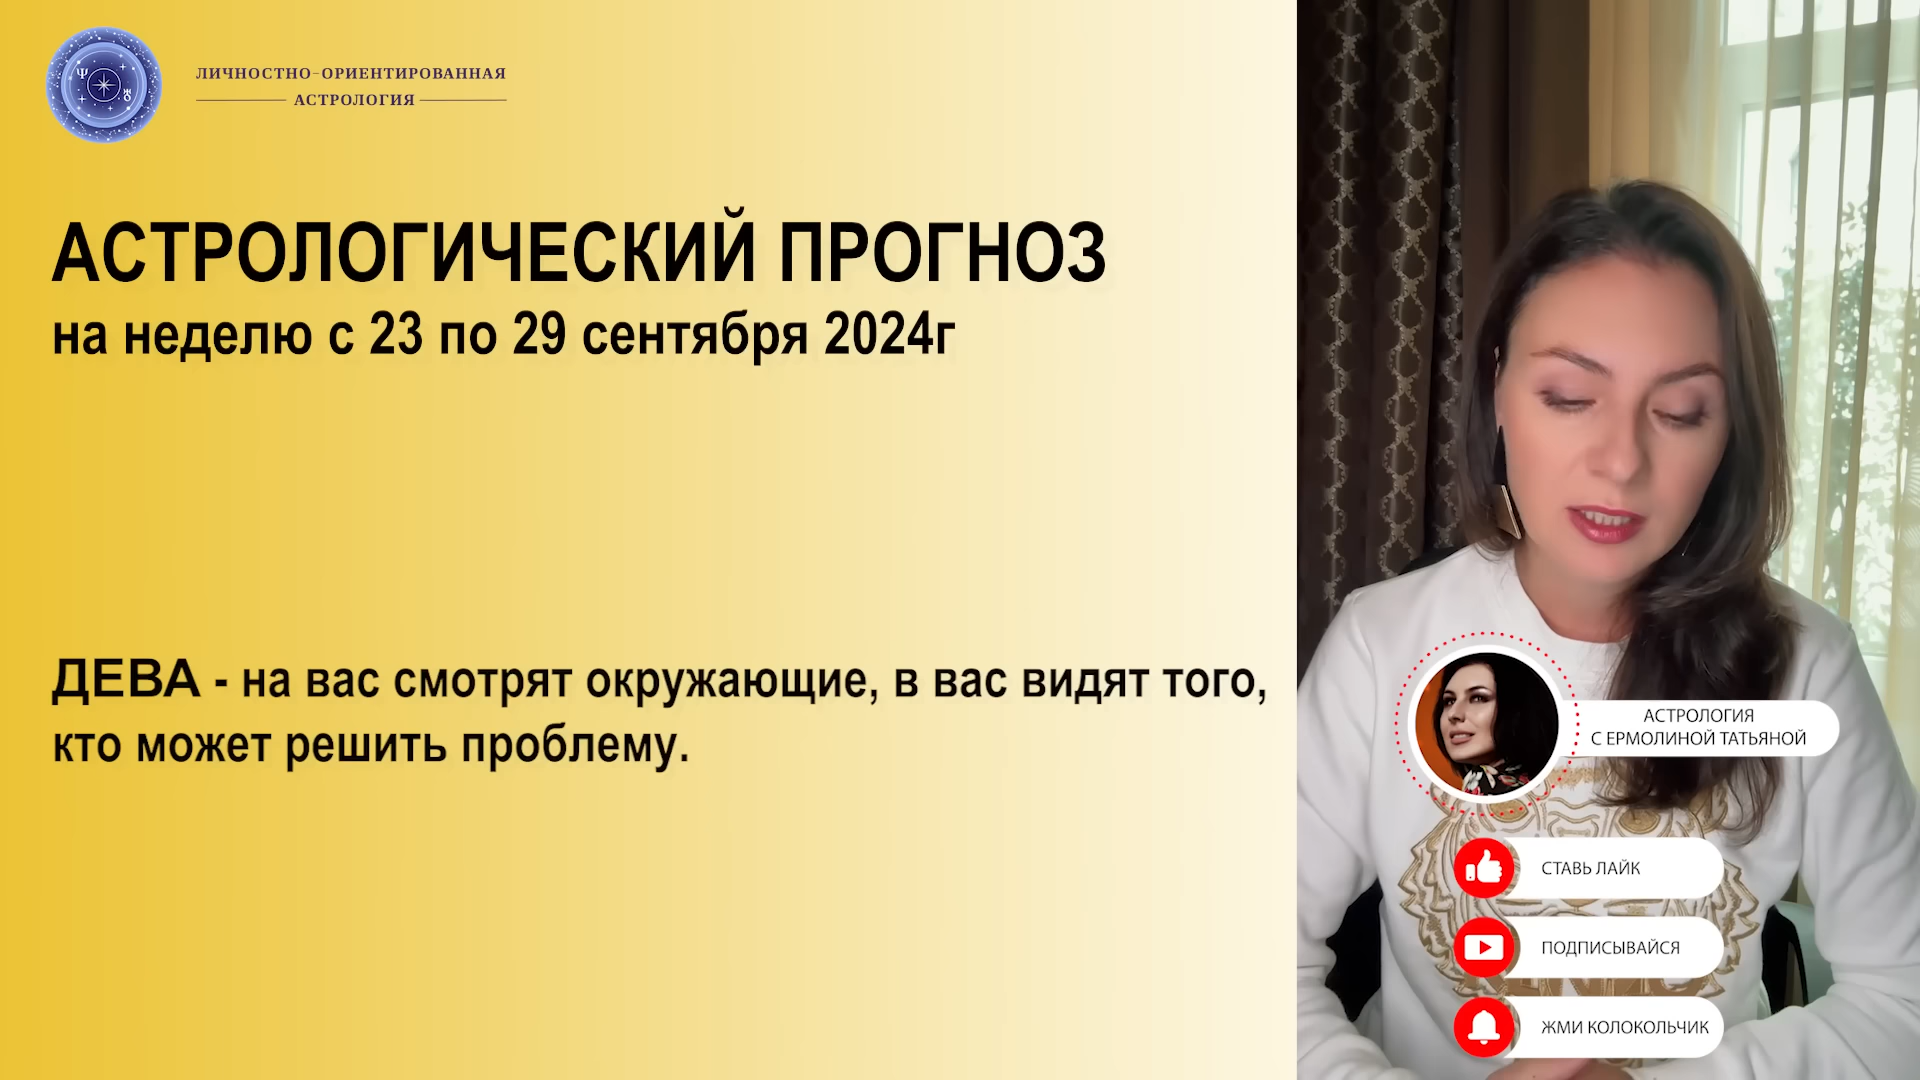 ЛИЧНОСТНО-ОРИЕНТИРОВАННАЯ
АСТРОЛОГИЯ
АСТРОЛОГИЧЕСКИЙ ПРОГНОЗ
на неделю с 23 по 29 сентября 2024г
ДЕВА - на вас смотрят окружающие, в вас видят того,
кто может решить проблему.
АСТРОЛОГИЯ
С ЕРМОЛИНОЙ ТАТЬЯНОЙ
СТАВЬ ЛАЙК
ПОДПИСЫВАЙСЯ
ЖМИ КОЛОКОЛЬЧИК